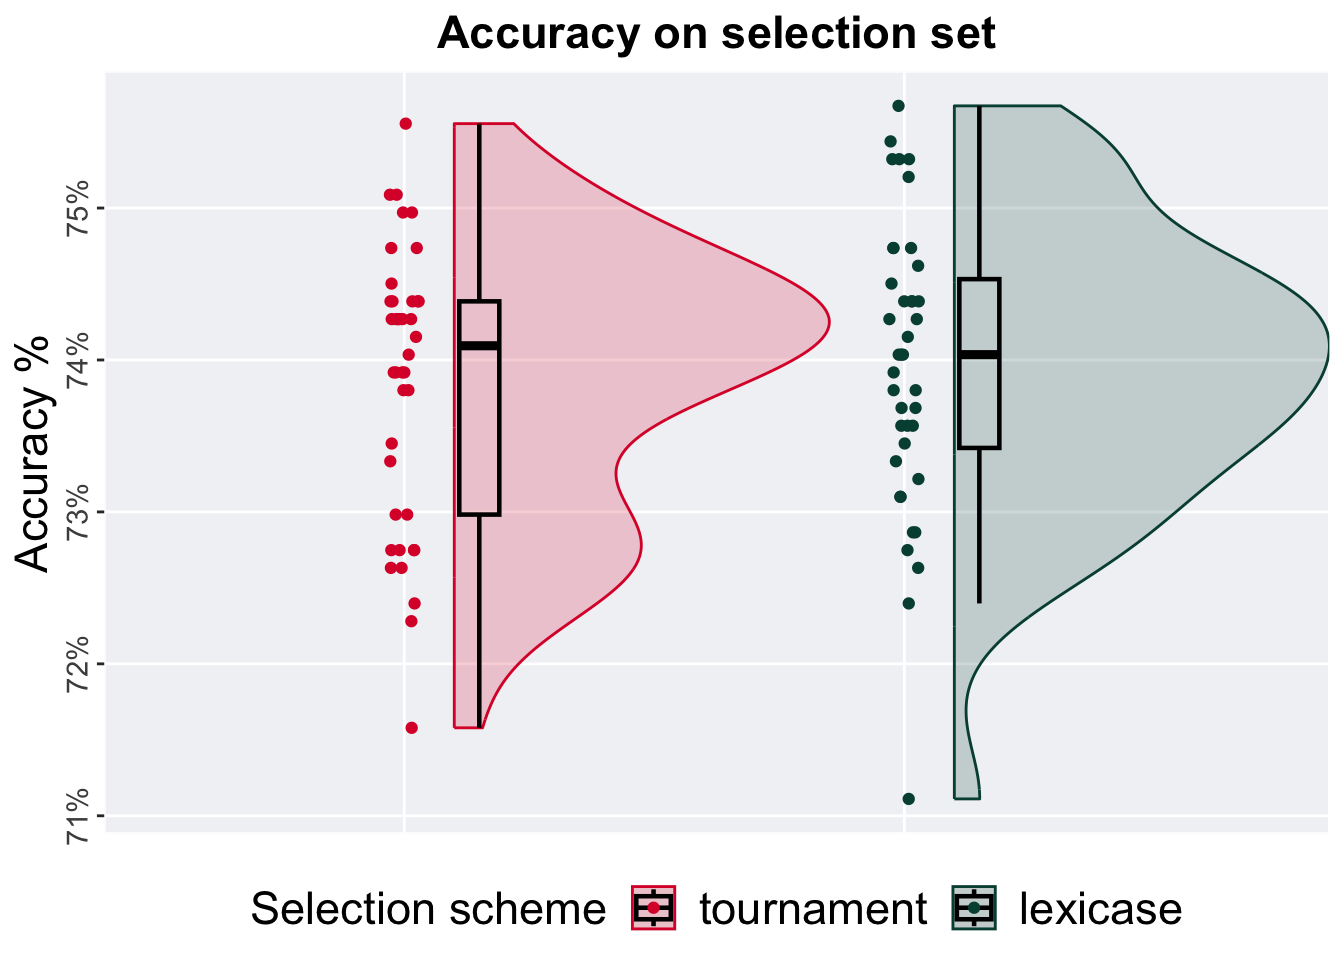 Accuracy on selection set
Accuracy %
75%
74%
73%
72%
71%
Selection scheme tournament lexicase